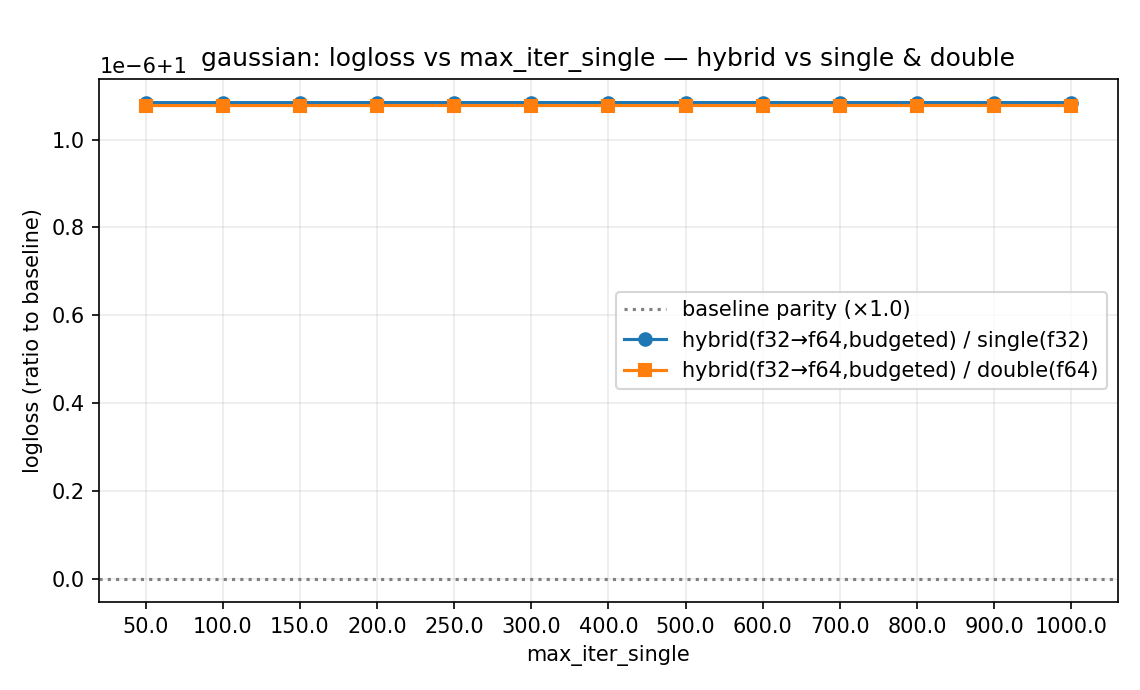 gaussian: logloss vs max_iter_single — hybrid vs single & double
1e−6+1
logloss (ratio to baseline)
1.0
0.8
0.6
0.4
0.2
0.0
baseline parity (×1.0)
hybrid(f32→f64,budgeted) / single(f32)
hybrid(f32→f64,budgeted) / double(f64)
50.0 100.0 150.0 200.0 250.0 300.0 400.0 500.0 600.0 700.0 800.0 900.0 1000.0
max_iter_single